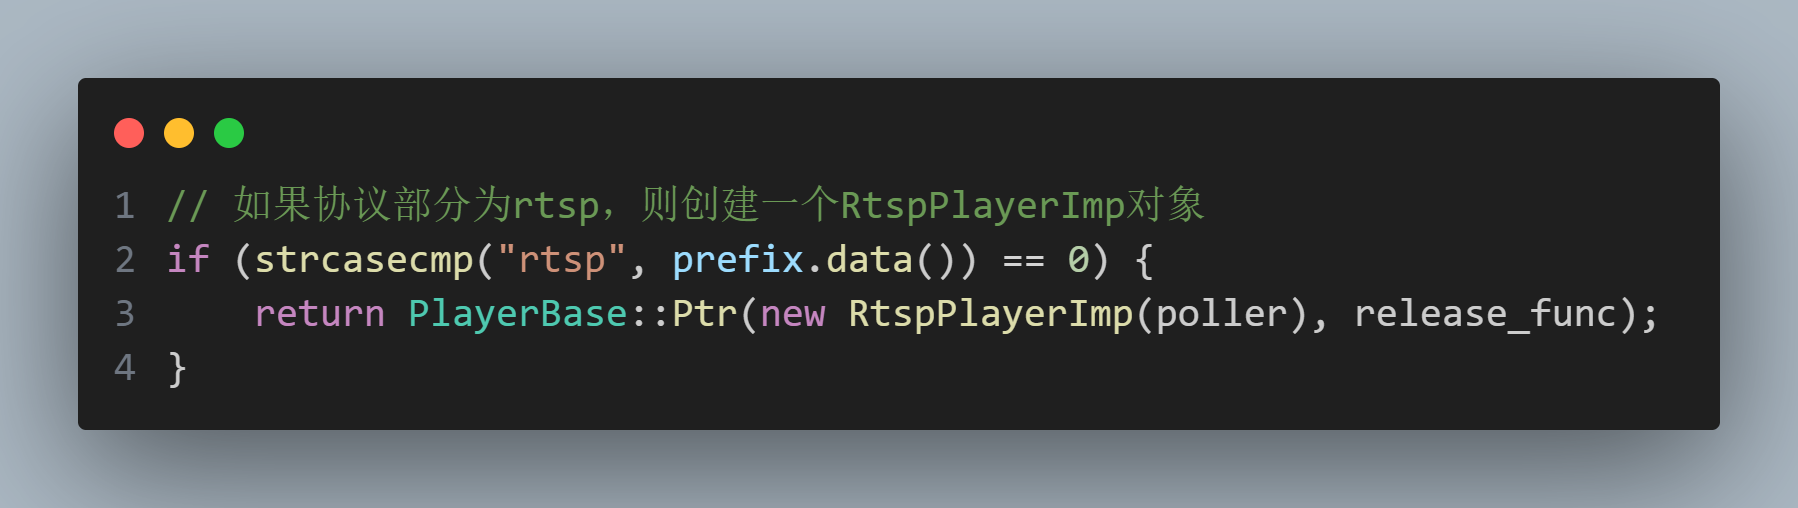 1 // 如果协议部分为rtsp，则创建一个RtspPlayerImp对象
2 if (strcasecmp("rtsp", prefix.data()) == 0) {
3     return PlayerBase::Ptr(new RtspPlayerImp(poller), release_func);
4 }